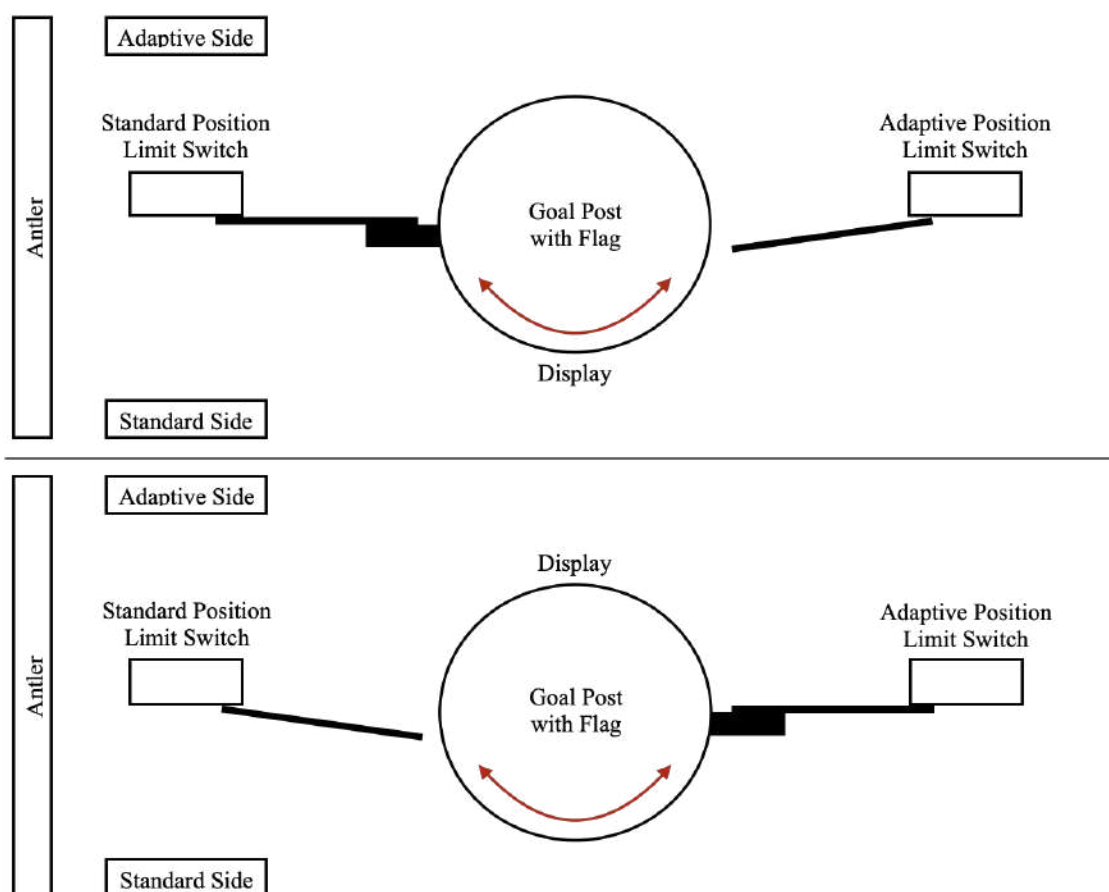 Adaptive Side
Standard Position
Limit Switch
Adaptive Position
Limit Switch
Goal Post
with Flag
Antler
Display
Standard Side
Adaptive Side
Display
Standard Position
Limit Switch
Adaptive Position
Limit Switch
Goal Post
with Flag
Antler
Standard Side